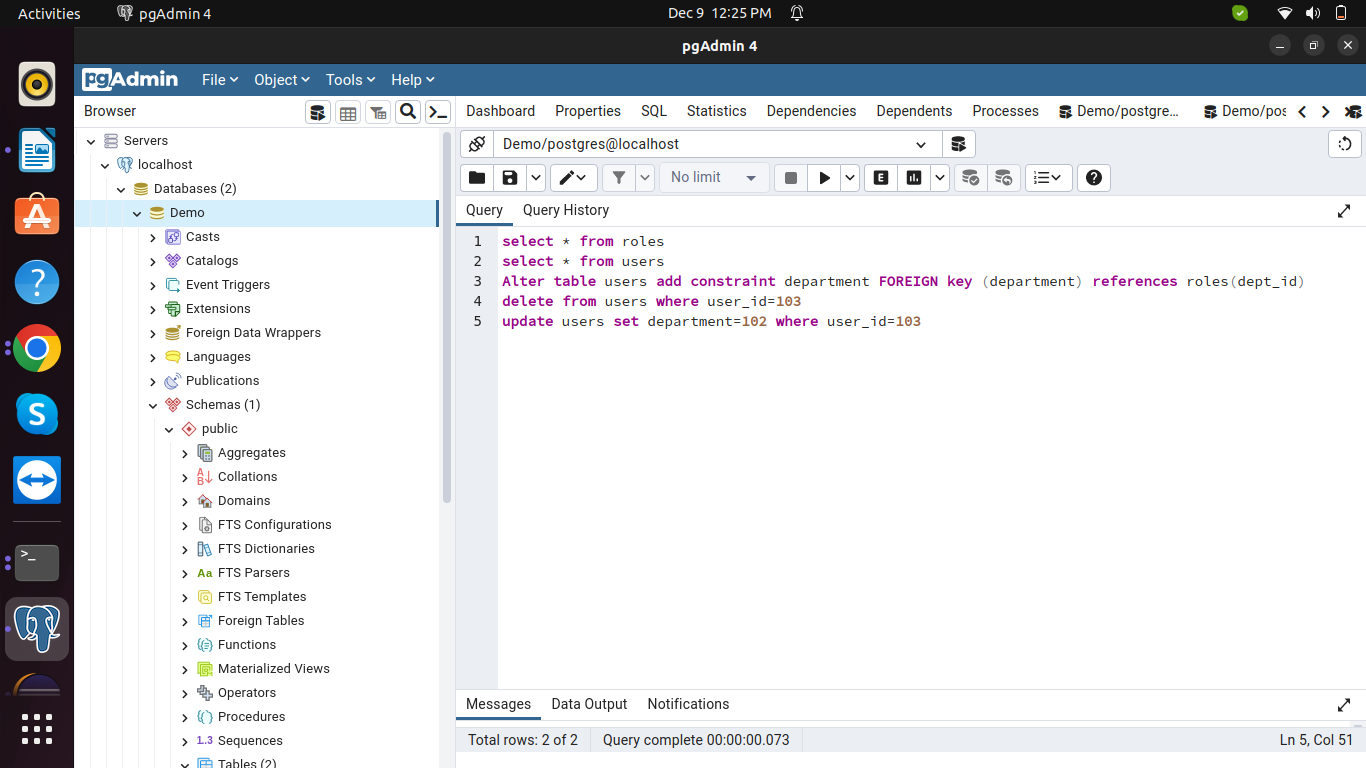 Activities
pgAdmin 4
Dec 9 12:25 PM
pgAdmin 4
pgAdmin
File
Object
Tools
Help
Browser
Dashboard
Properties
SQL
Statistics
Dependencies
Dependents
Processes
Demo/postgre...
Demo/pos
Servers
localhost
Databases (2)
Demo
Casts
Catalogs
Event Triggers
Extensions
Foreign Data Wrappers
Languages
Publications
Schemas (1)
public
Aggregates
Collations
Domains
FTS Configurations
FTS Dictionaries
Aa FTS Parsers
FTS Templates
Foreign Tables
Functions
Materialized Views
Operators
Procedures
1..3 Sequences
Tables (2)
Demo/postgres@localhost
No limit
E
Query
Query History
1 select * from roles
2 select * from users
3 Alter table users add constraint department FOREIGN key (department) references roles(dept_id)
4 delete from users where user_id=103
5 update users set department=102 where user_id=103
Messages
Data Output
Notifications
Total rows: 2 of 2
Query complete 00:00:00.073
Ln 5, Col 51